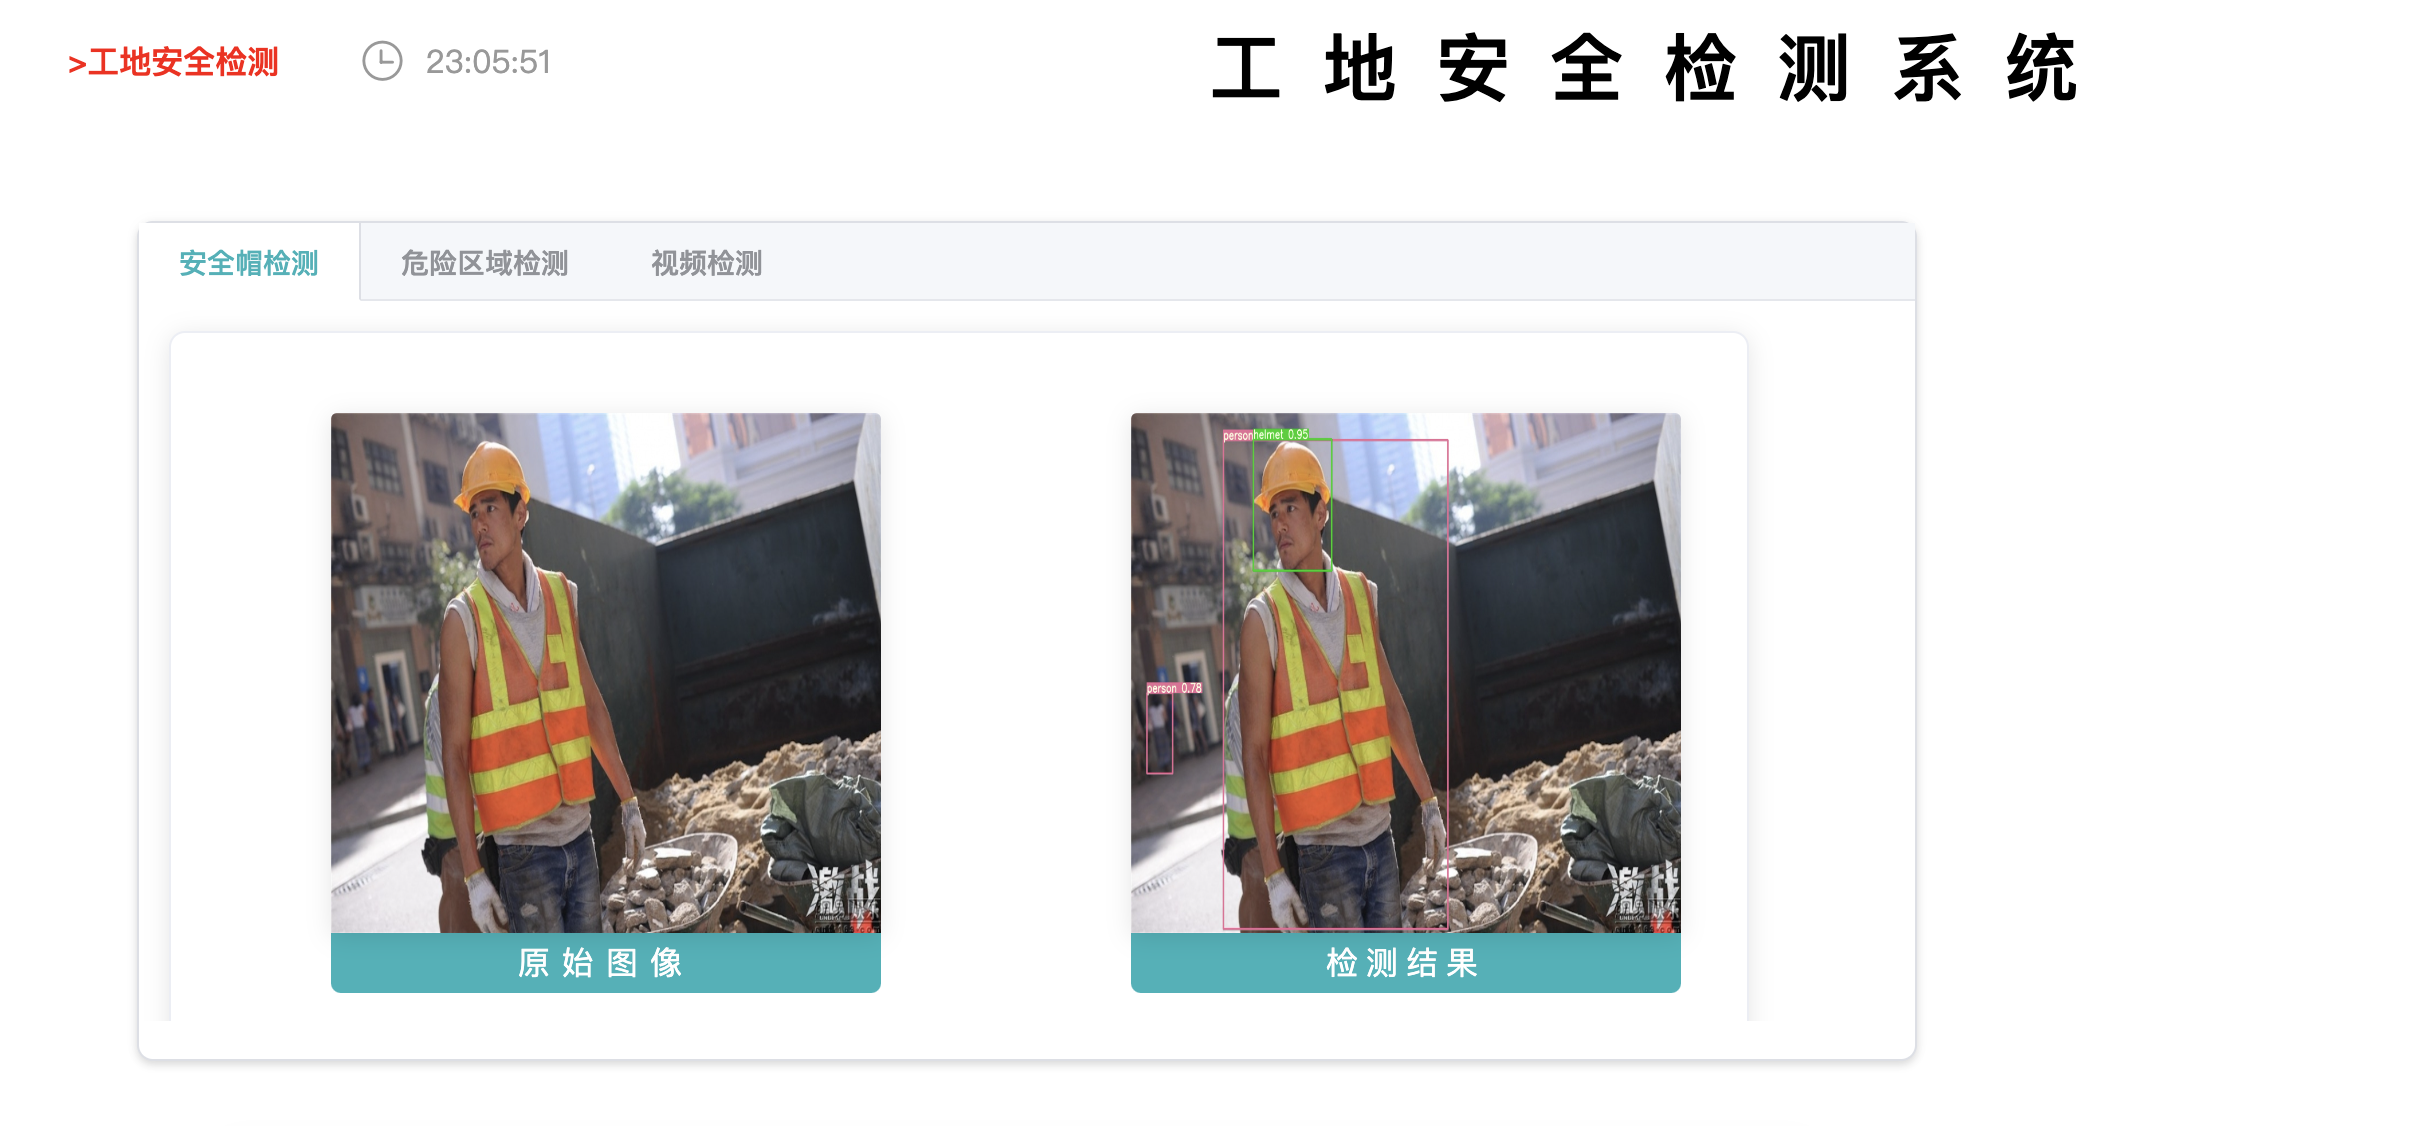 >工地安全检测
23:05:51
工地安全检测系统
安全帽检测
危险区域检测
视频检测
person
helmet 0.95
person 0.78
激战
激战
原始图像
检测结果